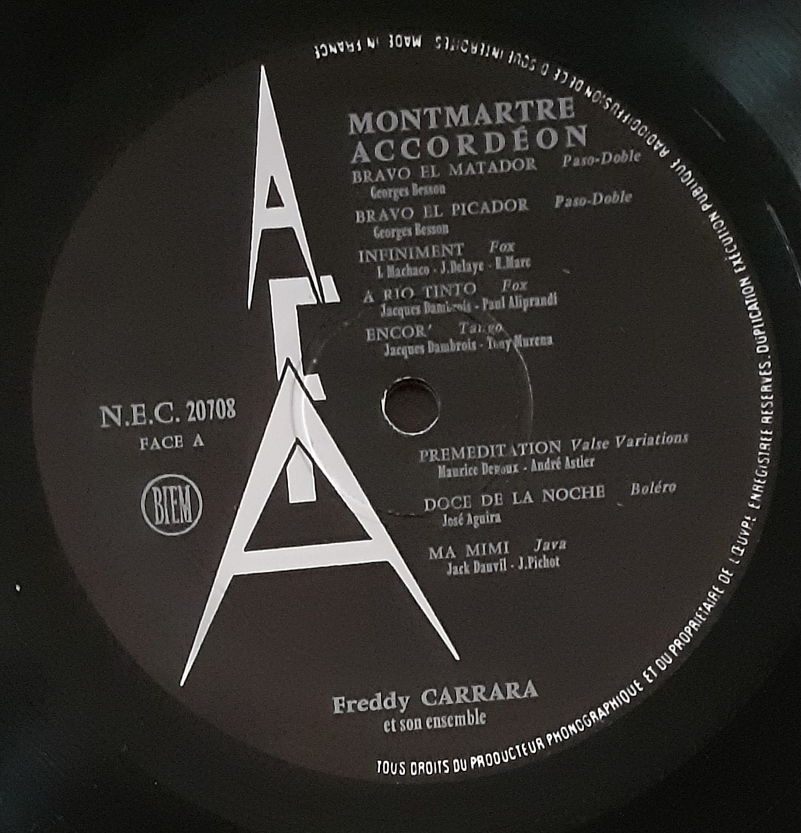 MONTMARTRE
ACCORDÉON
BRAVO EL MATADOR Paso-Doble
Georges Besson
BRAVO EL PICADOR Paso-Doble
Georges Besson
INFINIMENT Fox
Machaco - J.Delaye - Marc
A RIO TINTO Fox
Jacques Dambrois - Paul Aliprandi
ENCOR' Tango
Jacques Dambrois - Tony Murena
N.E.C. 20708
FACE A
BIEM
PREMEDITATION Valse Variations
Maurice Denoux - André Astier
DOCE DE LA NOCHE Boléro
José Aguira
MA MIMI Java
Jack Dauvil - J.Pichot
Freddy CARRARA
et son ensemble
TOUS DROITS DU PRODUCTEUR PHONOGRAPHIQUE ET DU PROPRIETAIRE DE L'ŒUVRE ENREGISTREE RESERVES. DUPLICATION EXÉCUTION PUBLIQUE RADIODIFFUSION DE CE DISQUE INTERDITES MADE IN FRANCE